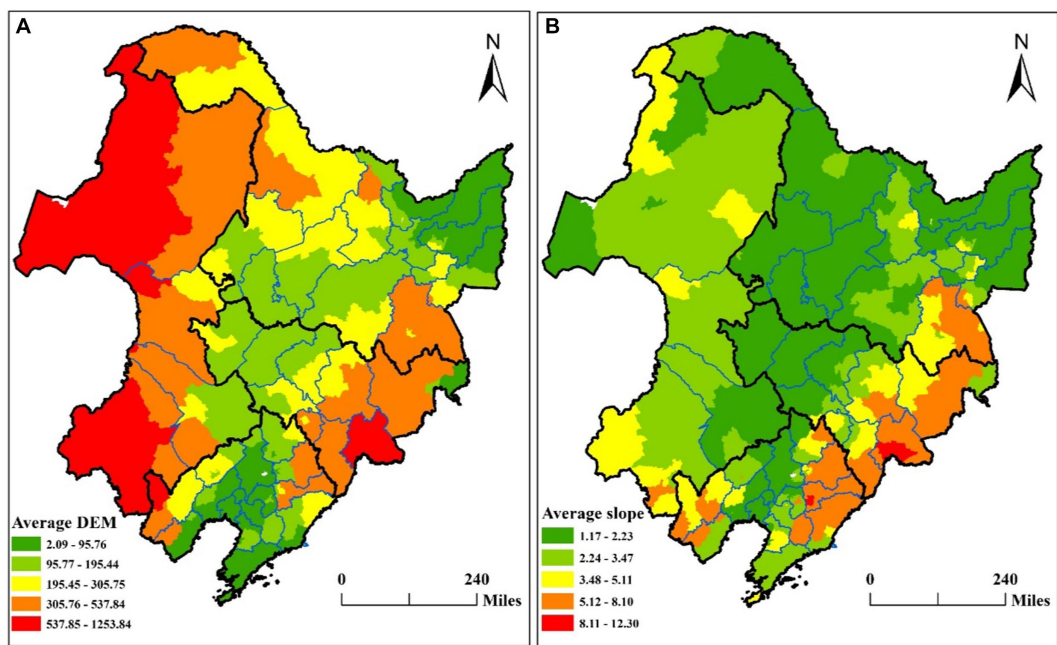 A
N
Average DEM
2.09 - 95.76
95.77 - 195.44
195.45 - 305.75
305.76 - 537.84
537.85 - 1253.84
0 240
Miles
B
N
Average slope
1.17 - 2.23
2.24 - 3.47
3.48 - 5.11
5.12 - 8.10
8.11 - 12.30
0 240
Miles